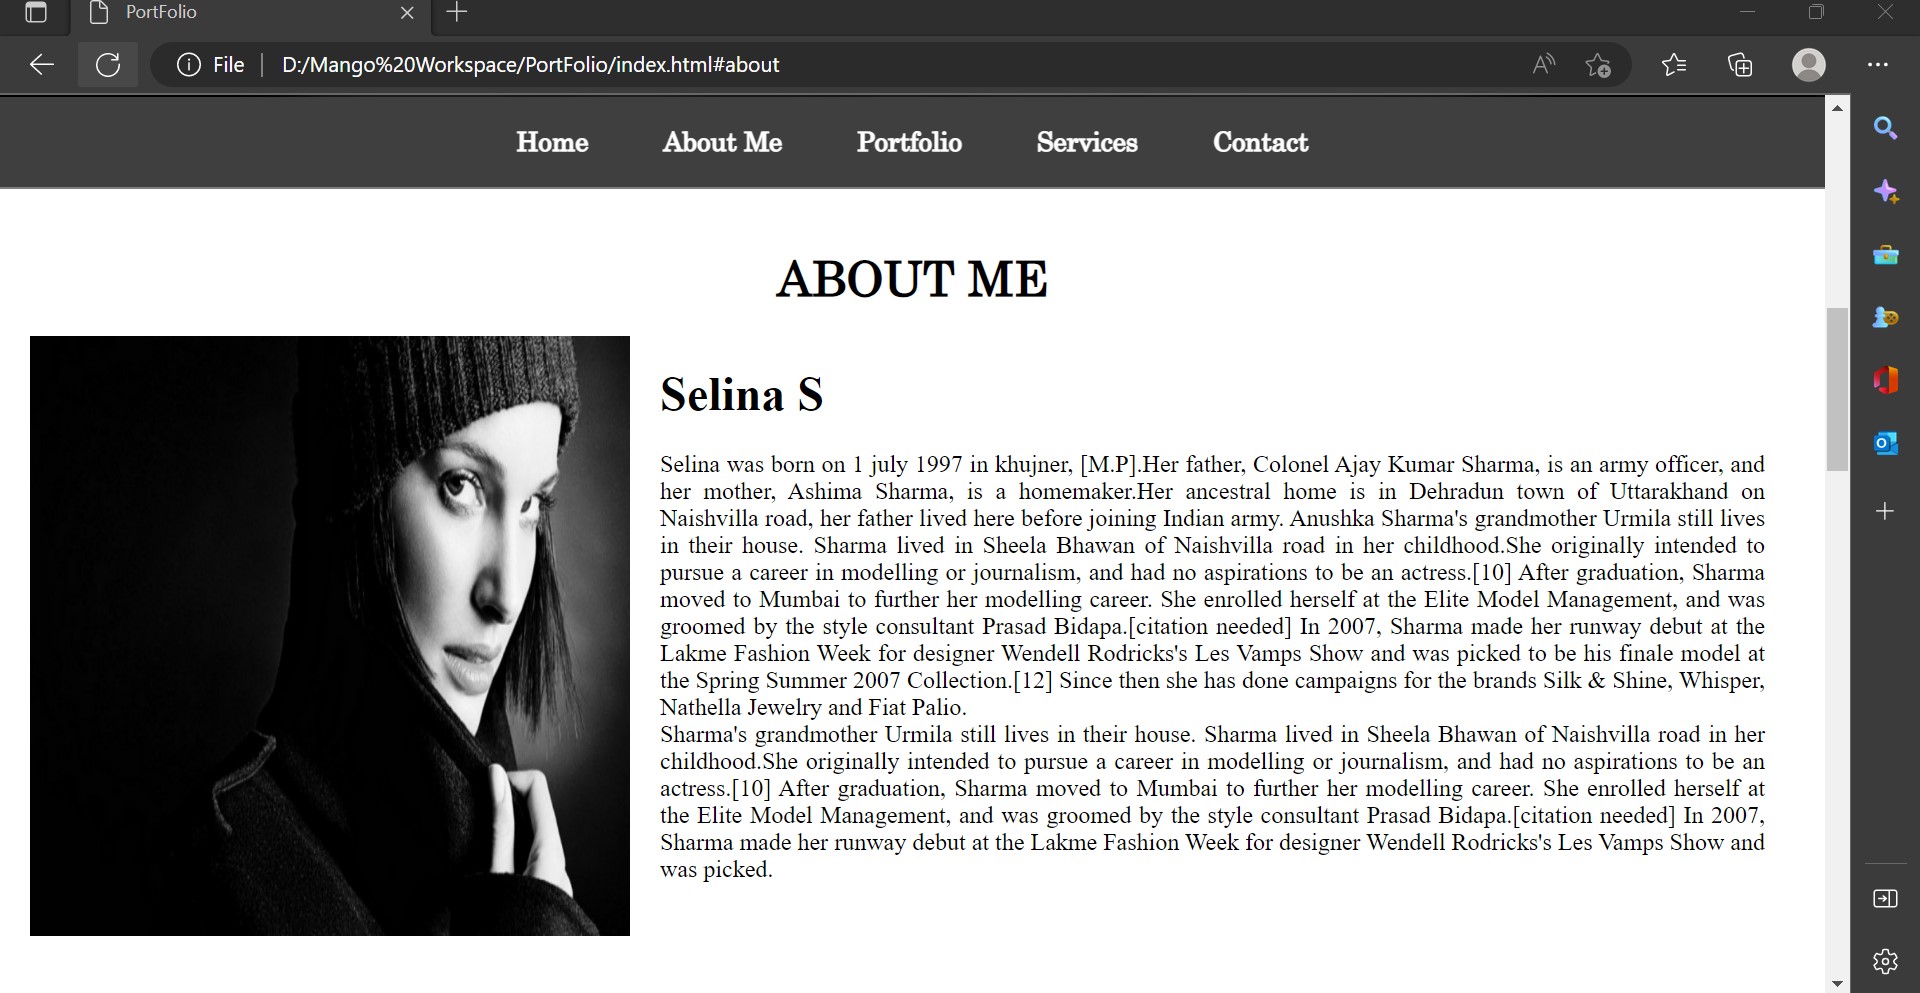 PortFolio
File
D:/Mango%20Workspace/PortFolio/index.html#about
Home About Me Portfolio Services Contact
ABOUT ME
Selina S
Selina was born on 1 july 1997 in khujner, [M.P].Her father, Colonel Ajay Kumar Sharma, is an army officer, and
her mother, Ashima Sharma, is a homemaker.Her ancestral home is in Dehradun town of Uttarakhand on
Naishvilla road, her father lived here before joining Indian army. Anushka Sharma's grandmother Urmila still lives
in their house. Sharma lived in Sheela Bhawan of Naishvilla road in her childhood.She originally intended to
pursue a career in modelling or journalism, and had no aspirations to be an actress.[10] After graduation, Sharma
moved to Mumbai to further her modelling career. She enrolled herself at the Elite Model Management, and was
groomed by the style consultant Prasad Bidapa.[citation needed] In 2007, Sharma made her runway debut at the
Lakme Fashion Week for designer Wendell Rodricks's Les Vamps Show and was picked to be his finale model at
the Spring Summer 2007 Collection.[12] Since then she has done campaigns for the brands Silk & Shine, Whisper,
Nathella Jewelry and Fiat Palio.
Sharma's grandmother Urmila still lives in their house. Sharma lived in Sheela Bhawan of Naishvilla road in her
childhood.She originally intended to pursue a career in modelling or journalism, and had no aspirations to be an
actress.[10] After graduation, Sharma moved to Mumbai to further her modelling career. She enrolled herself at
the Elite Model Management, and was groomed by the style consultant Prasad Bidapa.[citation needed] In 2007,
Sharma made her runway debut at the Lakme Fashion Week for designer Wendell Rodricks's Les Vamps Show and
was picked.